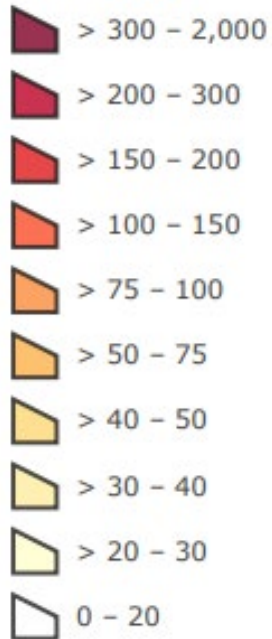 > 300 – 2,000
> 200 – 300
> 150 – 200
> 100 – 150
> 75 – 100
> 50 – 75
> 40 – 50
> 30 – 40
> 20 – 30
0 – 20